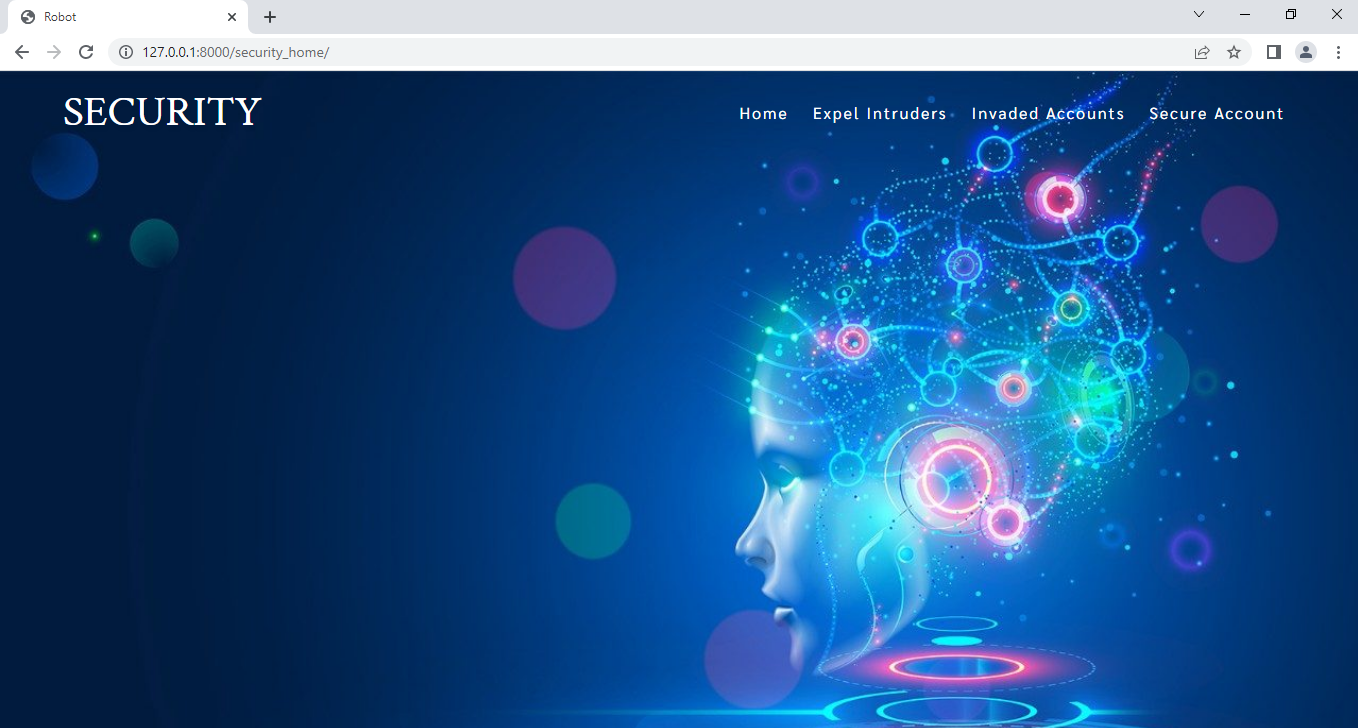 Robot
127.0.0.1:8000/security_home/
SECURITY
Home Expel Intruders Invaded Accounts Secure Account